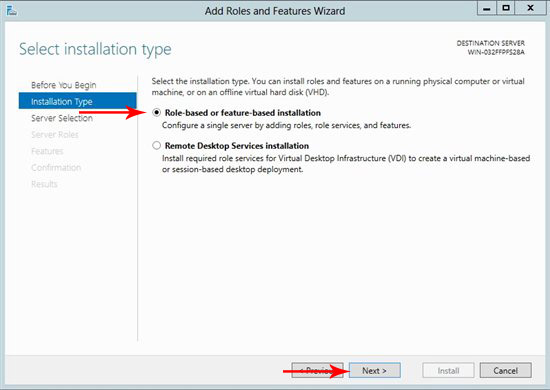 Add Roles and Features Wizard
Select installation type
DESTINATION SERVER
WIN-032FFPFS28A
Before You Begin
Installation Type
Server Selection
Server Roles
Features
Confirmation
Results
Select the installation type. You can install roles and features on a running physical computer or virtual
machine, or on an offline virtual hard disk (VHD).
Role-based or feature-based installation
Configure a single server by adding roles, role services, and features.
Remote Desktop Services installation
Install required role services for Virtual Desktop Infrastructure (VDI) to create a virtual machine-based
or session-based desktop deployment.
Next >
Install
Cancel